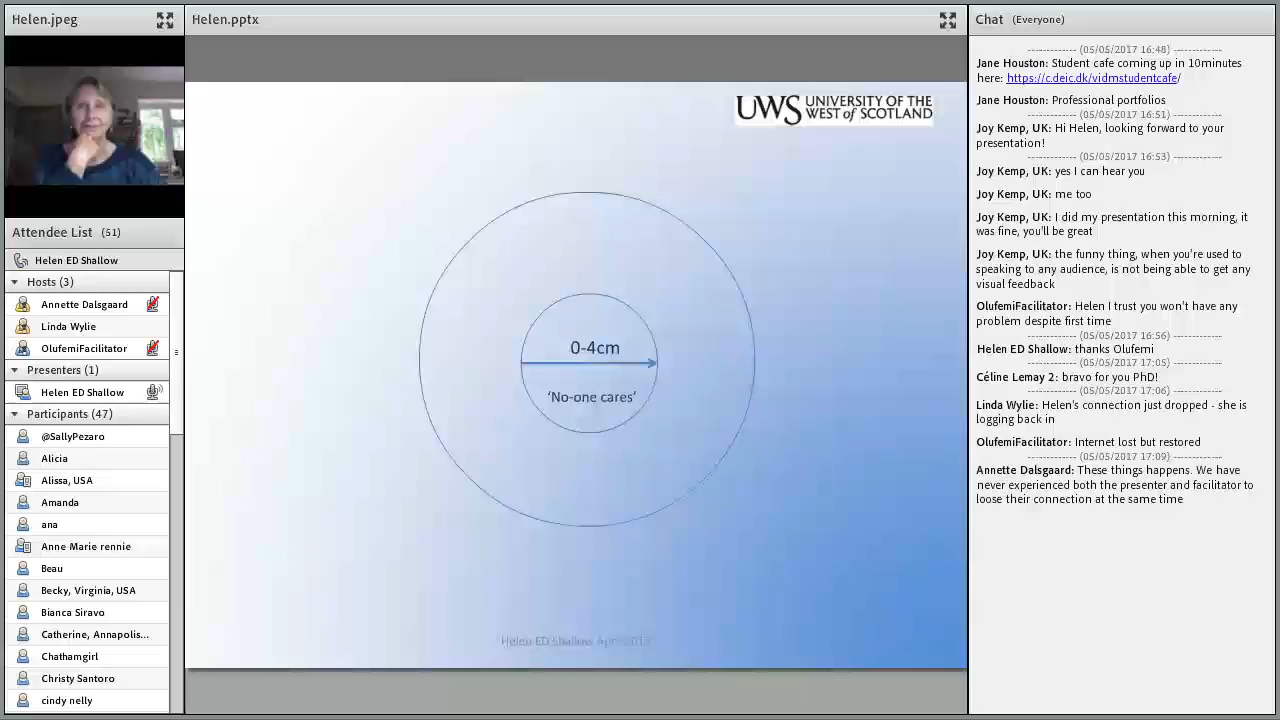 Helen.jpeg
Attendee List (51)
Helen ED Shallow
Hosts (3)
Annette Dalsgaard
Linda Wylie
OlufemiFacilitator
Presenters (1)
Helen ED Shallow
Participants (47)
@SallyPezaro
Alicia
Alissa, USA
Amanda
ana
Anne Marie rennie
Beau
Becky, Virginia, USA
Bianca Siravo
Catherine, Annapolis...
Chathamgirl
Christy Santoro
cindy nelly
Helen.pptx
UWS UNIVERSITY OF THE
WEST of SCOTLAND
0-4cm
‘No-one cares’
Helen ED Shallow
Chat (Everyone)
------------- (05/05/2017 16:48) -------------
Jane Houston: Student cafe coming up in 10minutes
here: https://c.deic.dk/vidmstudentcafe/
Jane Houston: Professional portfolios
------------- (05/05/2017 16:51) -------------
Joy Kemp, UK: Hi Helen, looking forward to your
presentation!
------------- (05/05/2017 16:53) -------------
Joy Kemp, UK: yes I can hear you
Joy Kemp, UK: me too
Joy Kemp, UK: I did my presentation this morning, it
was fine, you'll be great
Joy Kemp, UK: the funny thing, when you're used to
speaking to any audience, is not being able to get any
visual feedback
OlufemiFacilitator: Helen I trust you won't have any
problem despite first time
------------- (05/05/2017 16:56) -------------
Helen ED Shallow: thanks Olufemi
------------- (05/05/2017 17:05) -------------
Céline Lemay 2: bravo for you PhD!
------------- (05/05/2017 17:06) -------------
Linda Wylie: Helen's connection just dropped - she is
logging back in
OlufemiFacilitator: Internet lost but restored
------------- (05/05/2017 17:09) -------------
Annette Dalsgaard: These things happens. We have
never experienced both the presenter and facilitator to
loose their connection at the same time